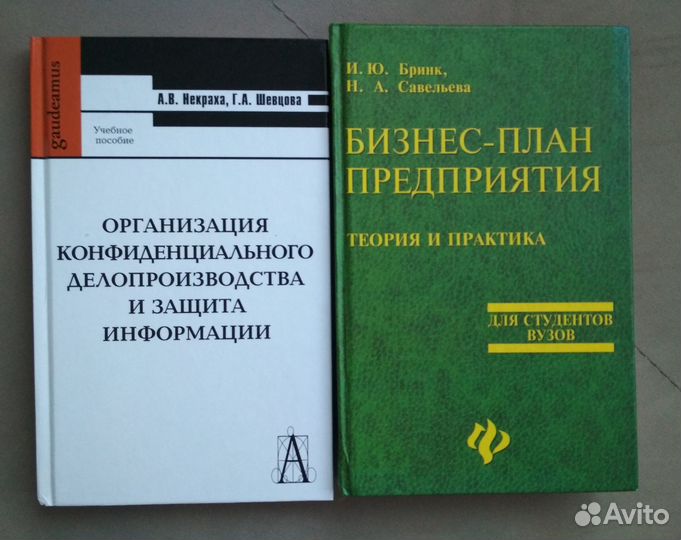 gaudeamus
А.В. Некраха, Г.А. Шевцова
Учебное
пособие
ОРГАНИЗАЦИЯ
КОНФИДЕНЦИАЛЬНОГО
ДЕЛОПРОИЗВОДСТВА
И ЗАЩИТА
ИНФОРМАЦИИ
А
И. Ю. Бринк,
Н. А. Савельева
БИЗНЕС-ПЛАН
ПРЕДПРИЯТИЯ
ТЕОРИЯ И ПРАКТИКА
ДЛЯ СТУДЕНТОВ
ВУЗОВ
Avito